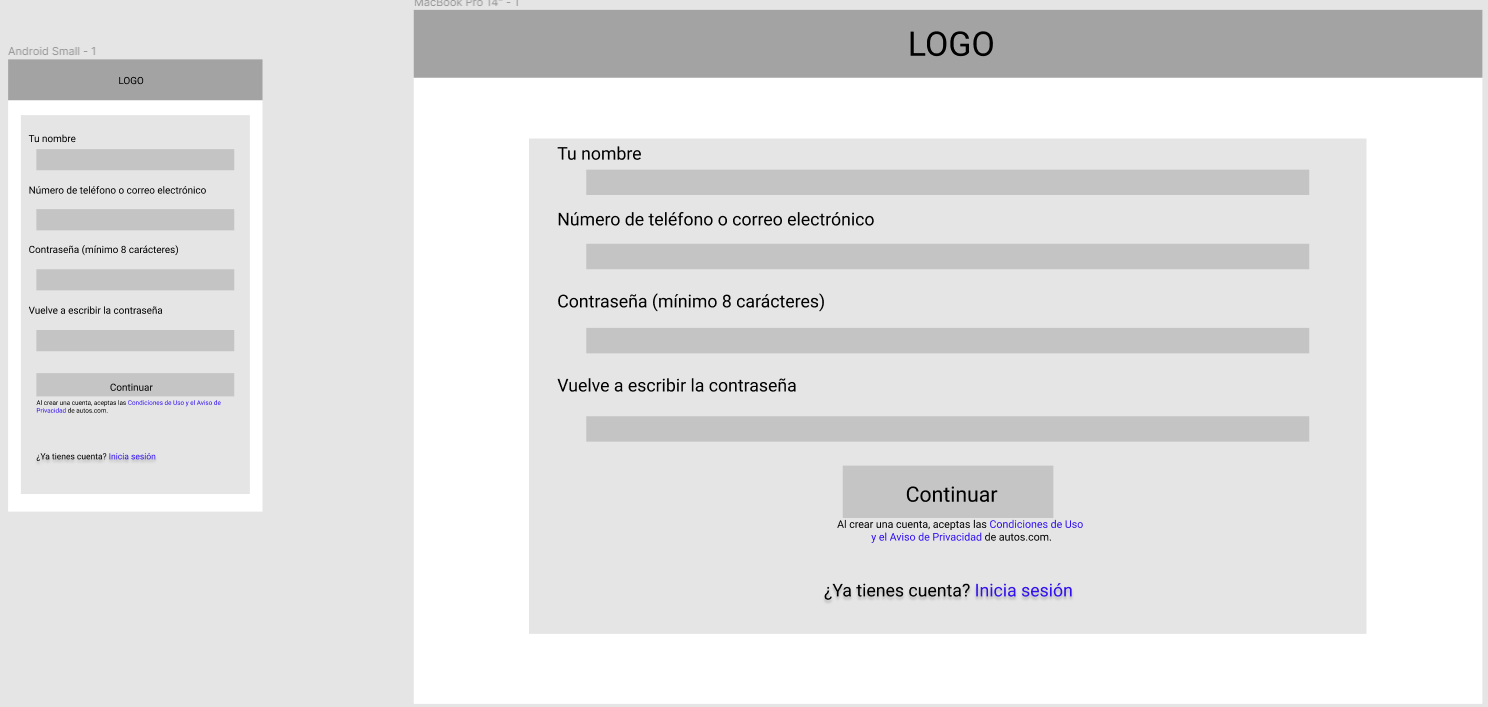 Android Small - 1
LOGO
Tu nombre
Número de teléfono o correo electrónico
Contraseña (mínimo 8 carácteres)
Vuelve a escribir la contraseña
Continuar
Al crear una cuenta, aceptas las Condiciones de Uso y el Aviso de
Privacidad de autos.com.
¿Ya tienes cuenta? Inicia sesión
MacBook Pro 14" - 1
LOGO
Tu nombre
Número de teléfono o correo electrónico
Contraseña (mínimo 8 carácteres)
Vuelve a escribir la contraseña
Continuar
Al crear una cuenta, aceptas las Condiciones de Uso
y el Aviso de Privacidad de autos.com.
¿Ya tienes cuenta? Inicia sesión